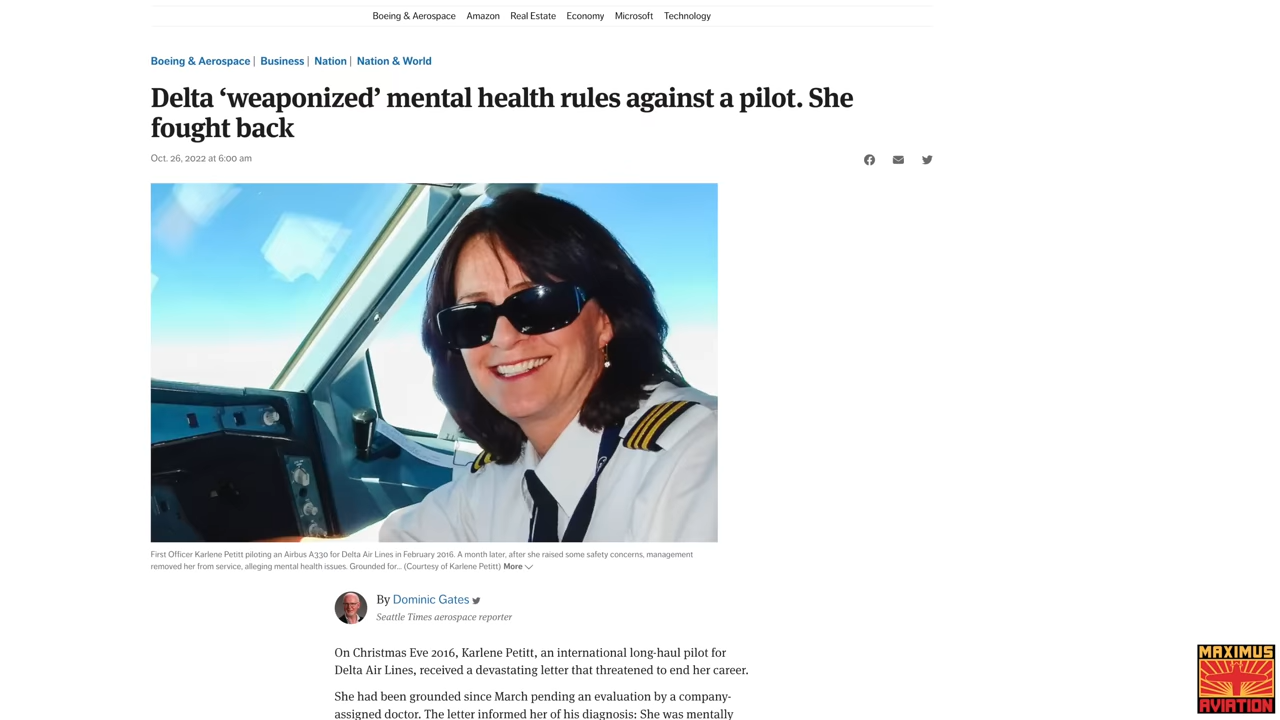 Boeing & Aerospace Amazon Real Estate Economy Microsoft Technology
Boeing & Aerospace | Business | Nation | Nation & World
Delta ‘weaponized’ mental health rules against a pilot. She
fought back
Oct. 26, 2022 at 6:00 am
First Officer Karlene Petitt piloting an Airbus A330 for Delta Air Lines in February 2016. A month later, after she raised some safety concerns, management
removed her from service, alleging mental health issues. Grounded for... (Courtesy of Karlene Petitt) More
By Dominic Gates
Seattle Times aerospace reporter
On Christmas Eve 2016, Karlene Petitt, an international long-haul pilot for
Delta Air Lines, received a devastating letter that threatened to end her career.
She had been grounded since March pending an evaluation by a company-
assigned doctor. The letter informed her of his diagnosis: She was mentally
MAXIMUS
AVIATION